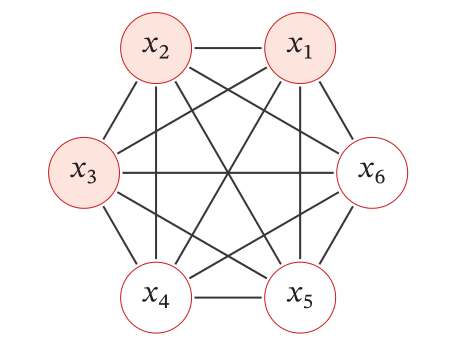 x₂ x₁
x₃ x₆
x₄ x₅